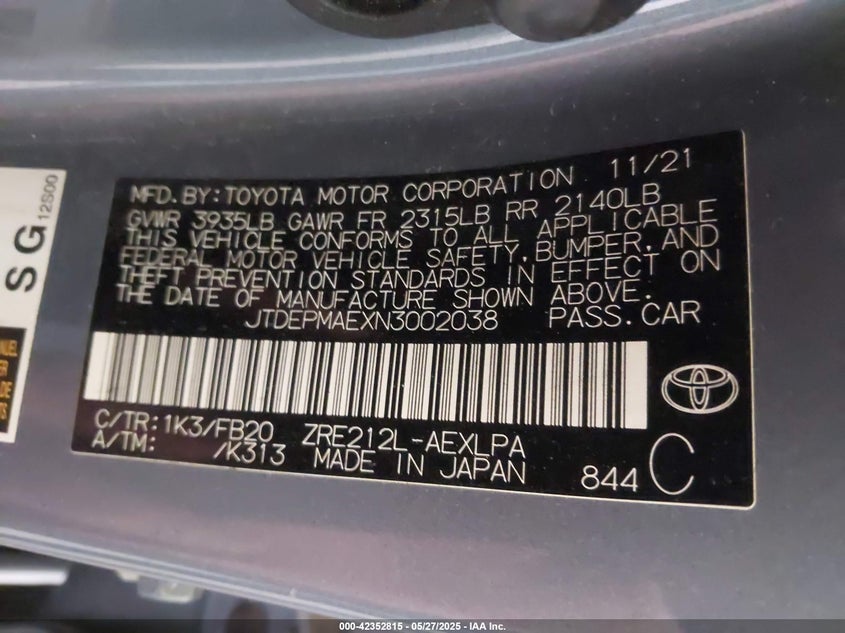 MFD.BY:TOYOTA MOTOR CORPORATION 11/21
GVWR 3935LB GAWR FR 2315LB RR 2140LB
THIS VEHICLE CONFORMS TO ALL APPLICABLE
FEDERAL MOTOR VEHICLE SAFETY,BUMPER,AND
THEFT PREVENTION STANDARDS IN EFFECT ON
THE DATE OF MANUFACTURE SHOWN ABOVE.
JTDEPMAEXN3002038 PASS.CAR
C/TR:1K3/FB20 ZRE212L-AEXLPA
A/TM: /K313 MADE IN JAPAN 844 C
SG
12S00
000-42352815 - 05/27/2025 - IAA Inc.